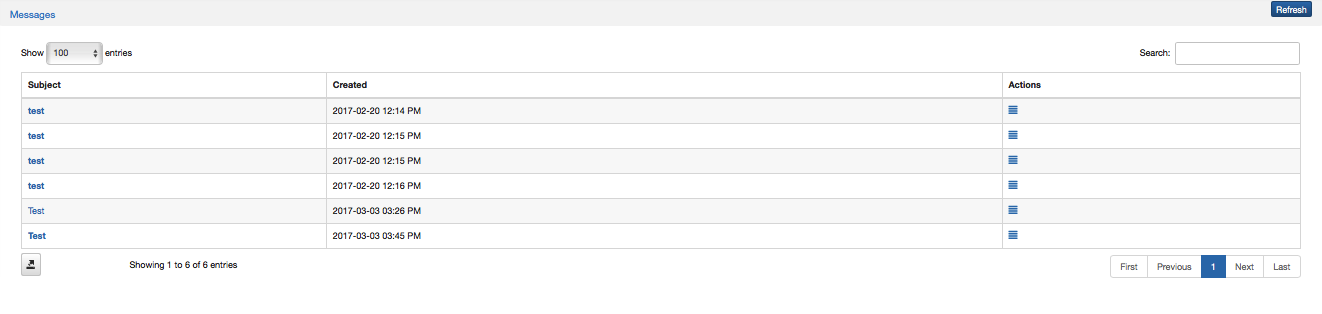 Messages Refresh
Show 100 entries Search:
Subject Created Actions
test 2017-02-20 12:14 PM
test 2017-02-20 12:15 PM
test 2017-02-20 12:15 PM
test 2017-02-20 12:16 PM
Test 2017-03-03 03:26 PM
Test 2017-03-03 03:45 PM
Showing 1 to 6 of 6 entries First Previous 1 Next Last